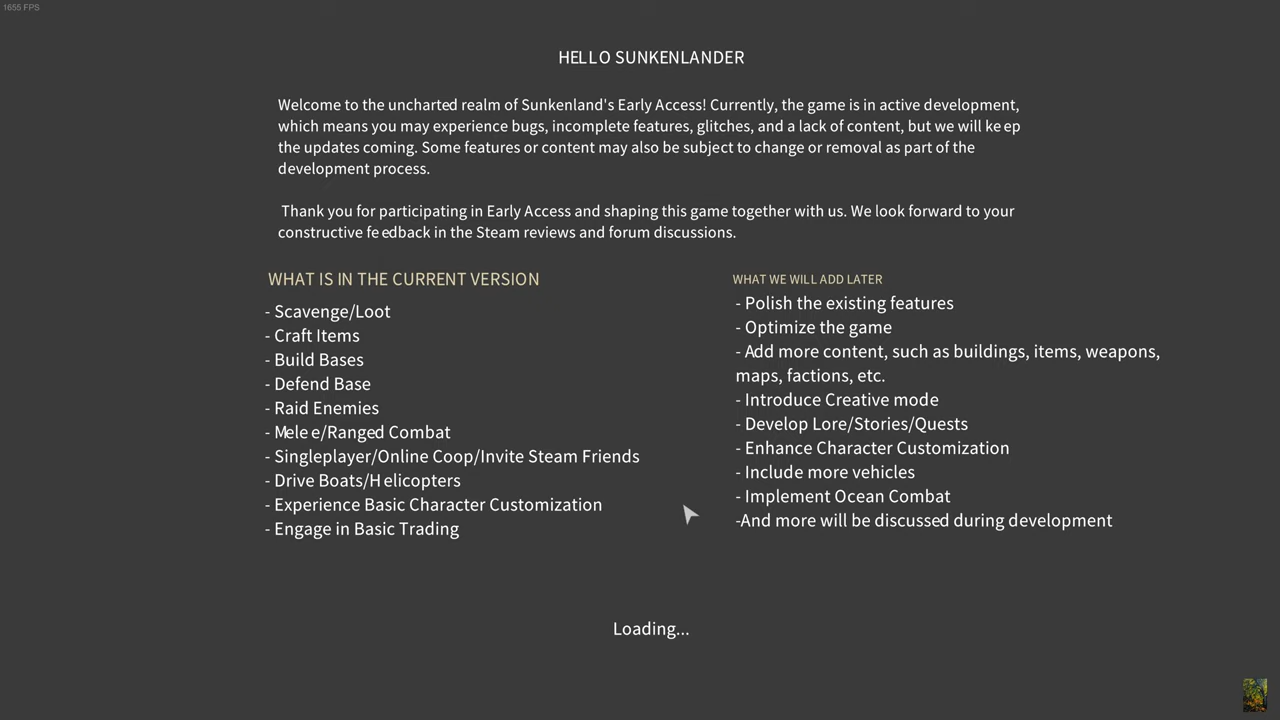 1655 FPS
HELLO SUNKENLANDER
Welcome to the uncharted realm of Sunkenland's Early Access! Currently, the game is in active development,
which means you may experience bugs, incomplete features, glitches, and a lack of content, but we will keep
the updates coming. Some features or content may also be subject to change or removal as part of the
development process.
Thank you for participating in Early Access and shaping this game together with us. We look forward to your
constructive feedback in the Steam reviews and forum discussions.
WHAT IS IN THE CURRENT VERSION
- Scavenge/Loot
- Craft Items
- Build Bases
- Defend Base
- Raid Enemies
- Melee/Ranged Combat
- Singleplayer/Online Coop/Invite Steam Friends
- Drive Boats/Helicopters
- Experience Basic Character Customization
- Engage in Basic Trading
WHAT WE WILL ADD LATER
- Polish the existing features
- Optimize the game
- Add more content, such as buildings, items, weapons,
maps, factions, etc.
- Introduce Creative mode
- Develop Lore/Stories/Quests
- Enhance Character Customization
- Include more vehicles
- Implement Ocean Combat
-And more will be discussed during development
Loading...